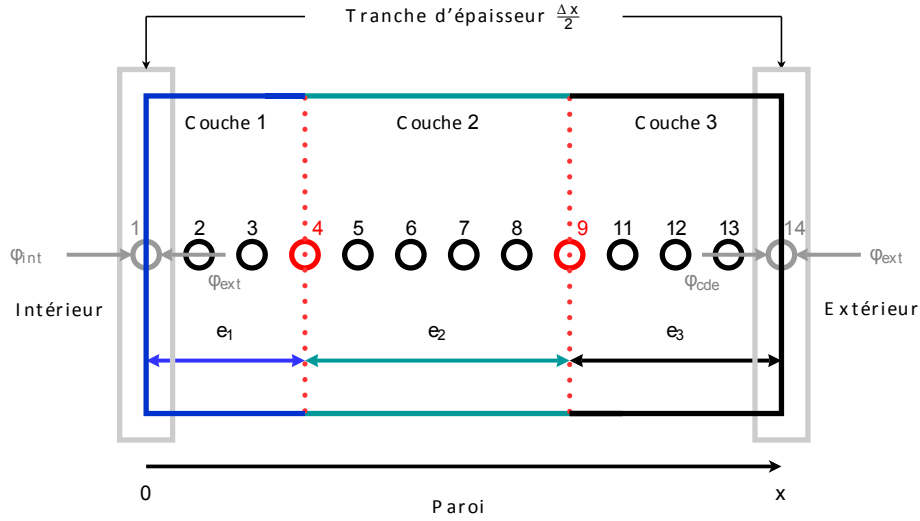 Tranche d'épaisseur Δx/2
Couche 1 Couche 2 Couche 3
1 2 3 4 5 6 7 8 9 11 12 13 14
φint φext
φext φcde
Intérieur Extérieur
e1 e2 e3
0 x
Paroi